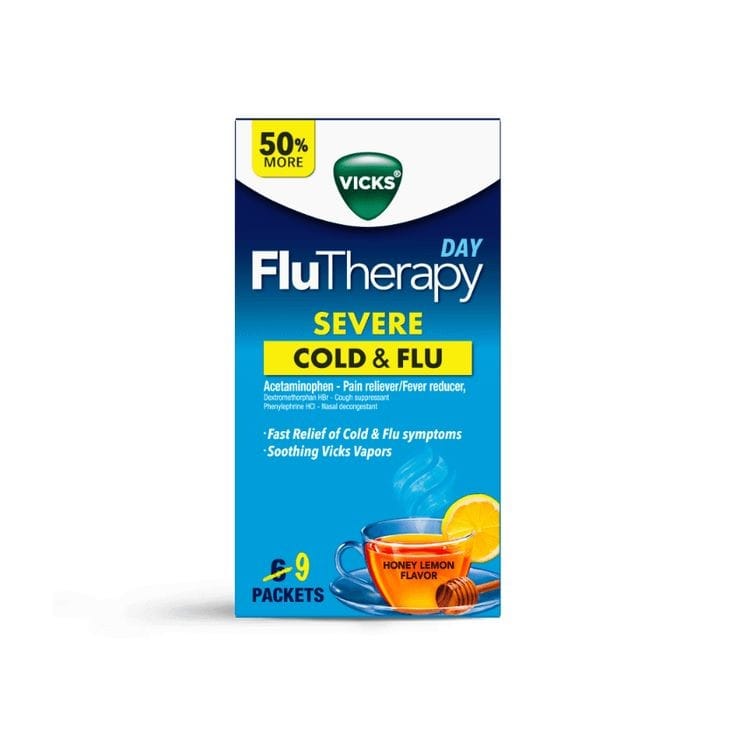 50% MORE
VICKS®
DAY
FluTherapy
SEVERE
COLD & FLU
Acetaminophen - Pain reliever/Fever reducer,
Dextromethorphan HBr - Cough suppressant
Phenylephrine HCl - Nasal decongestant
·Fast Relief of Cold & Flu symptoms
·Soothing Vicks Vapors
HONEY LEMON
FLAVOR
6 9
PACKETS